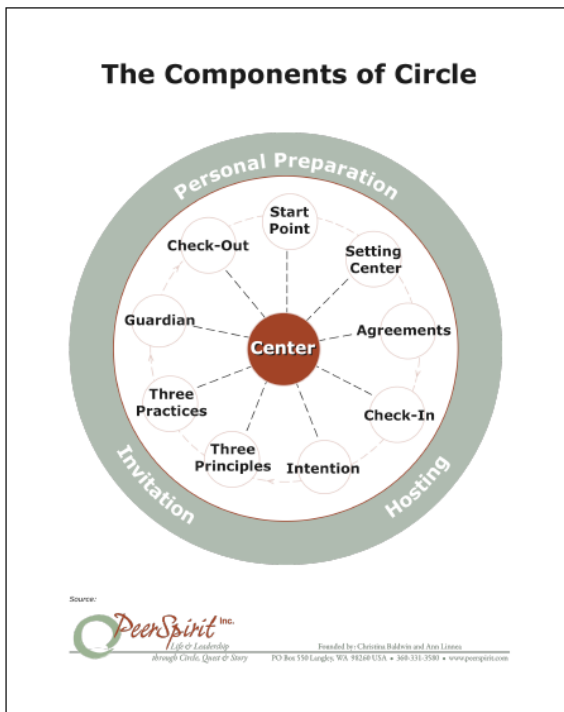 The Components of Circle
Personal Preparation
Start
Point
Setting
Center
Agreements
Check-In
Intention
Three
Principles
Three
Practices
Guardian
Check-Out
Center
Invitation
Hosting
Source:
PeerSpirit Inc.
Life & Leadership
through Circle, Quest & Story
Founded by: Christina Baldwin and Ann Linnea
PO Box 550 Langley, WA 98260 USA • 360-331-3580 • www.peerspirit.com